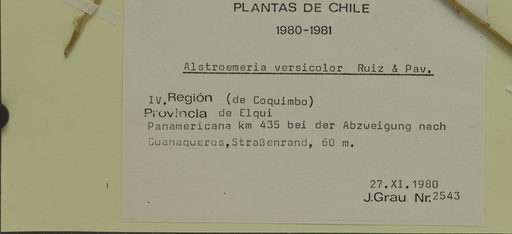 PLANTAS DE CHILE
1980-1981
Alstroemeria versicolor Ruiz & Pav.
IV.Región (de Coquimbo)
Provincia de Elqui
Panamericana km 435 bei der Abzweigung nach
Guanaqueros,Straßenrand, 60 m.
27.XI.1980
J.Grau Nr.2543